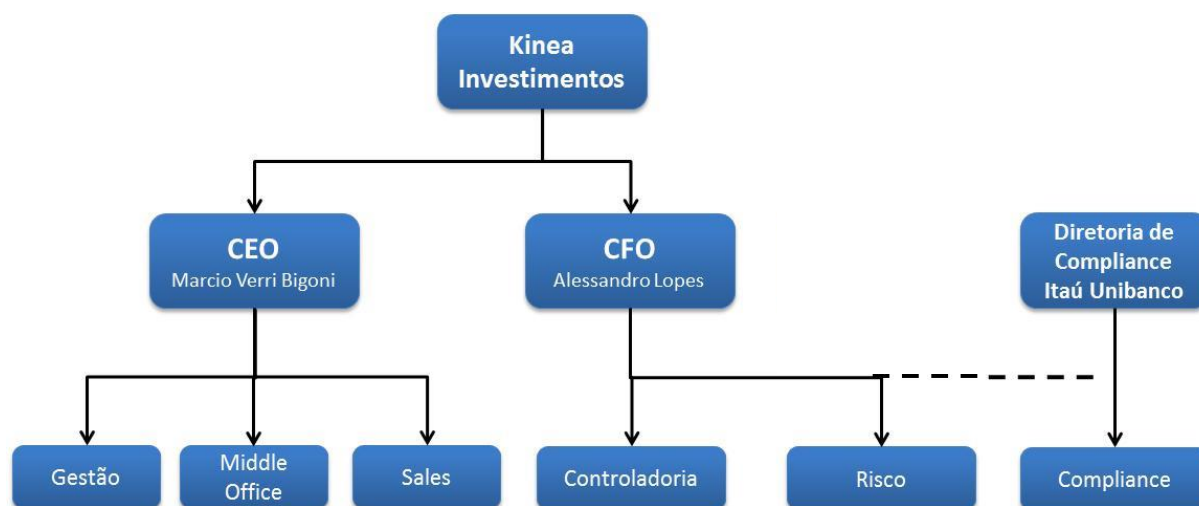 Kinea
Investimentos
CEO
Marcio Verri Bigoni
CFO
Alessandro Lopes
Diretoria de
Compliance
Itaú Unibanco
Gestão
Middle
Office
Sales
Controladoria
Risco
Compliance